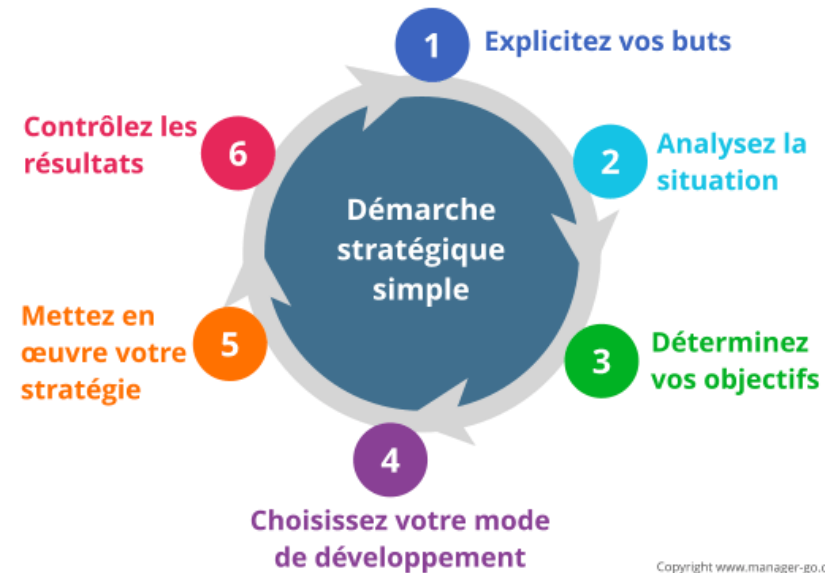 1
Explicitez vos buts
2
Analysez la
situation
3
Déterminez
vos objectifs
4
Choisissez votre mode
de développement
5
Mettez en
œuvre votre
stratégie
6
Contrôlez les
résultats
Démarche
stratégique
simple
Copyright www.manager-go.c